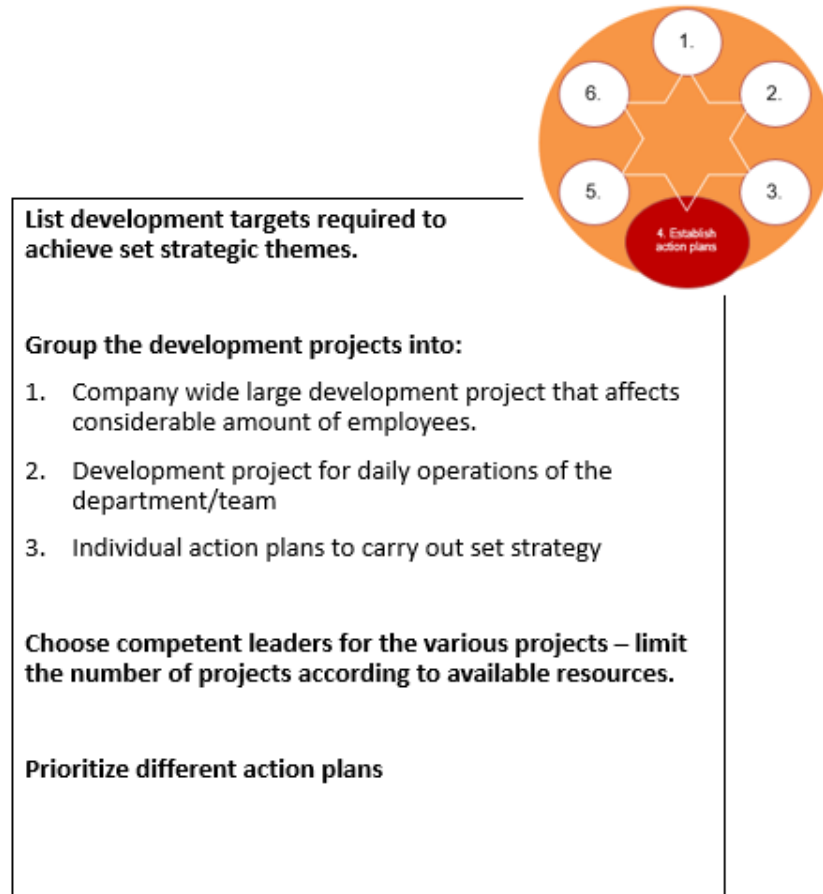 1.
6.
2.
5.
3.
4. Establish
action plans
List development targets required to
achieve set strategic themes.
Group the development projects into:
1. Company wide large development project that affects
considerable amount of employees.
2. Development project for daily operations of the
department/team
3. Individual action plans to carry out set strategy
Choose competent leaders for the various projects – limit
the number of projects according to available resources.
Prioritize different action plans